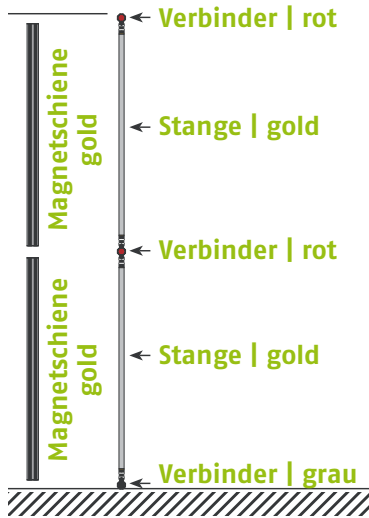 Verbinder | rot
Magnetschiene
gold
Stange | gold
Verbinder | rot
Magnetschiene
gold
Stange | gold
Verbinder | grau